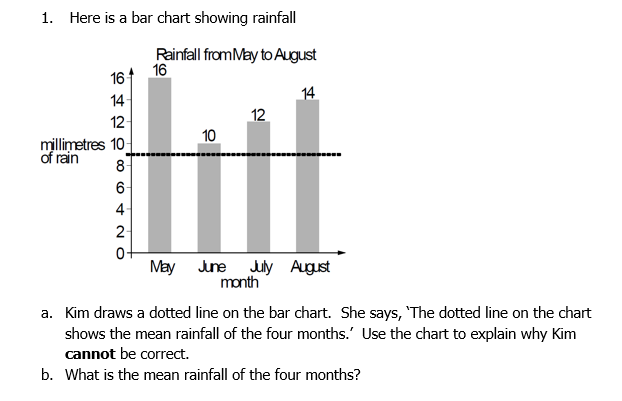 1. Here is a bar chart showing rainfall
Rainfall from May to August
16
16
14
14
12
12
10
millimetres 10
of rain
8
6
4
2
0
May June July August
month
a. Kim draws a dotted line on the bar chart. She says, ‘The dotted line on the chart
shows the mean rainfall of the four months.’ Use the chart to explain why Kim
cannot be correct.
b. What is the mean rainfall of the four months?